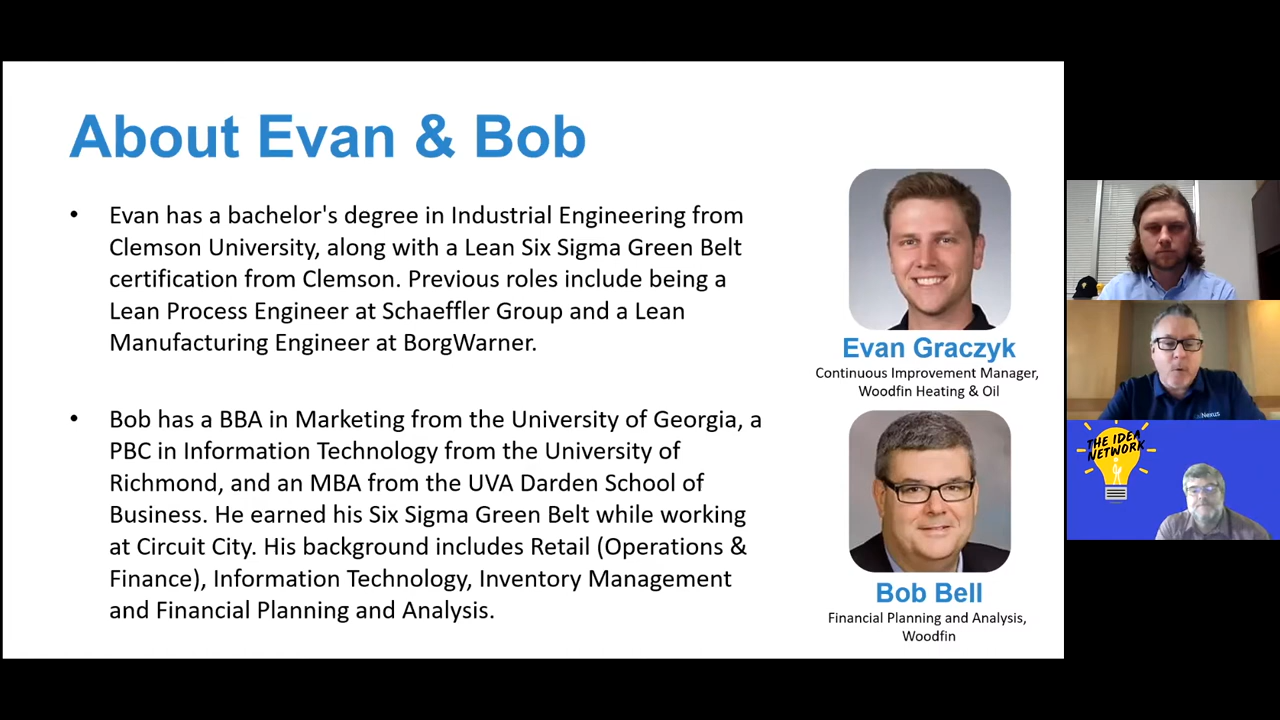 About Evan & Bob
• Evan has a bachelor's degree in Industrial Engineering from
Clemson University, along with a Lean Six Sigma Green Belt
certification from Clemson. Previous roles include being a
Lean Process Engineer at Schaeffler Group and a Lean
Manufacturing Engineer at BorgWarner.
• Bob has a BBA in Marketing from the University of Georgia, a
PBC in Information Technology from the University of
Richmond, and an MBA from the UVA Darden School of
Business. He earned his Six Sigma Green Belt while working
at Circuit City. His background includes Retail (Operations &
Finance), Information Technology, Inventory Management
and Financial Planning and Analysis.
Evan Graczyk
Continuous Improvement Manager,
Woodfin Heating & Oil
Bob Bell
Financial Planning and Analysis,
Woodfin
THE IDEA
NETWORK